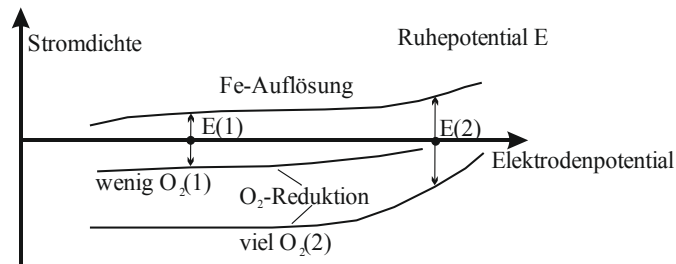 Stromdichte
Ruhepotential E
Fe-Auflösung
E(1)
E(2)
Elektrodenpotential
wenig O₂(1)
O₂-Reduktion
viel O₂(2)